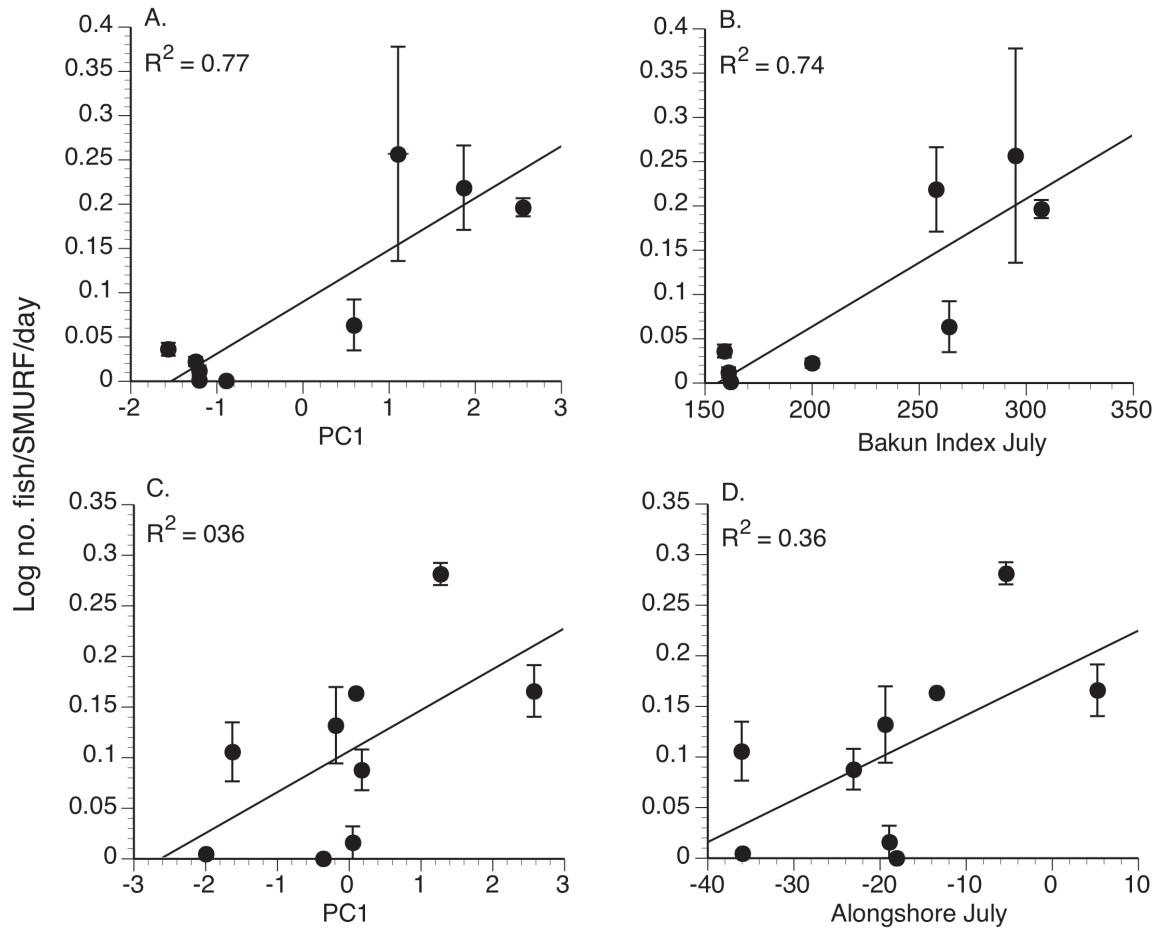 Log no. fish/SMURF/day
A.
R2 = 0.77
0.4
0.35
0.3
0.25
0.2
0.15
0.1
0.05
0
-2 -1 0 1 2 3
PC1
B.
R2 = 0.74
0.4
0.35
0.3
0.25
0.2
0.15
0.1
0.05
0
150 200 250 300 350
Bakun Index July
C.
R2 = 036
0.35
0.3
0.25
0.2
0.15
0.1
0.05
0
-3 -2 -1 0 1 2 3
PC1
D.
R2 = 0.36
0.35
0.3
0.25
0.2
0.15
0.1
0.05
0
-40 -30 -20 -10 0 10
Alongshore July